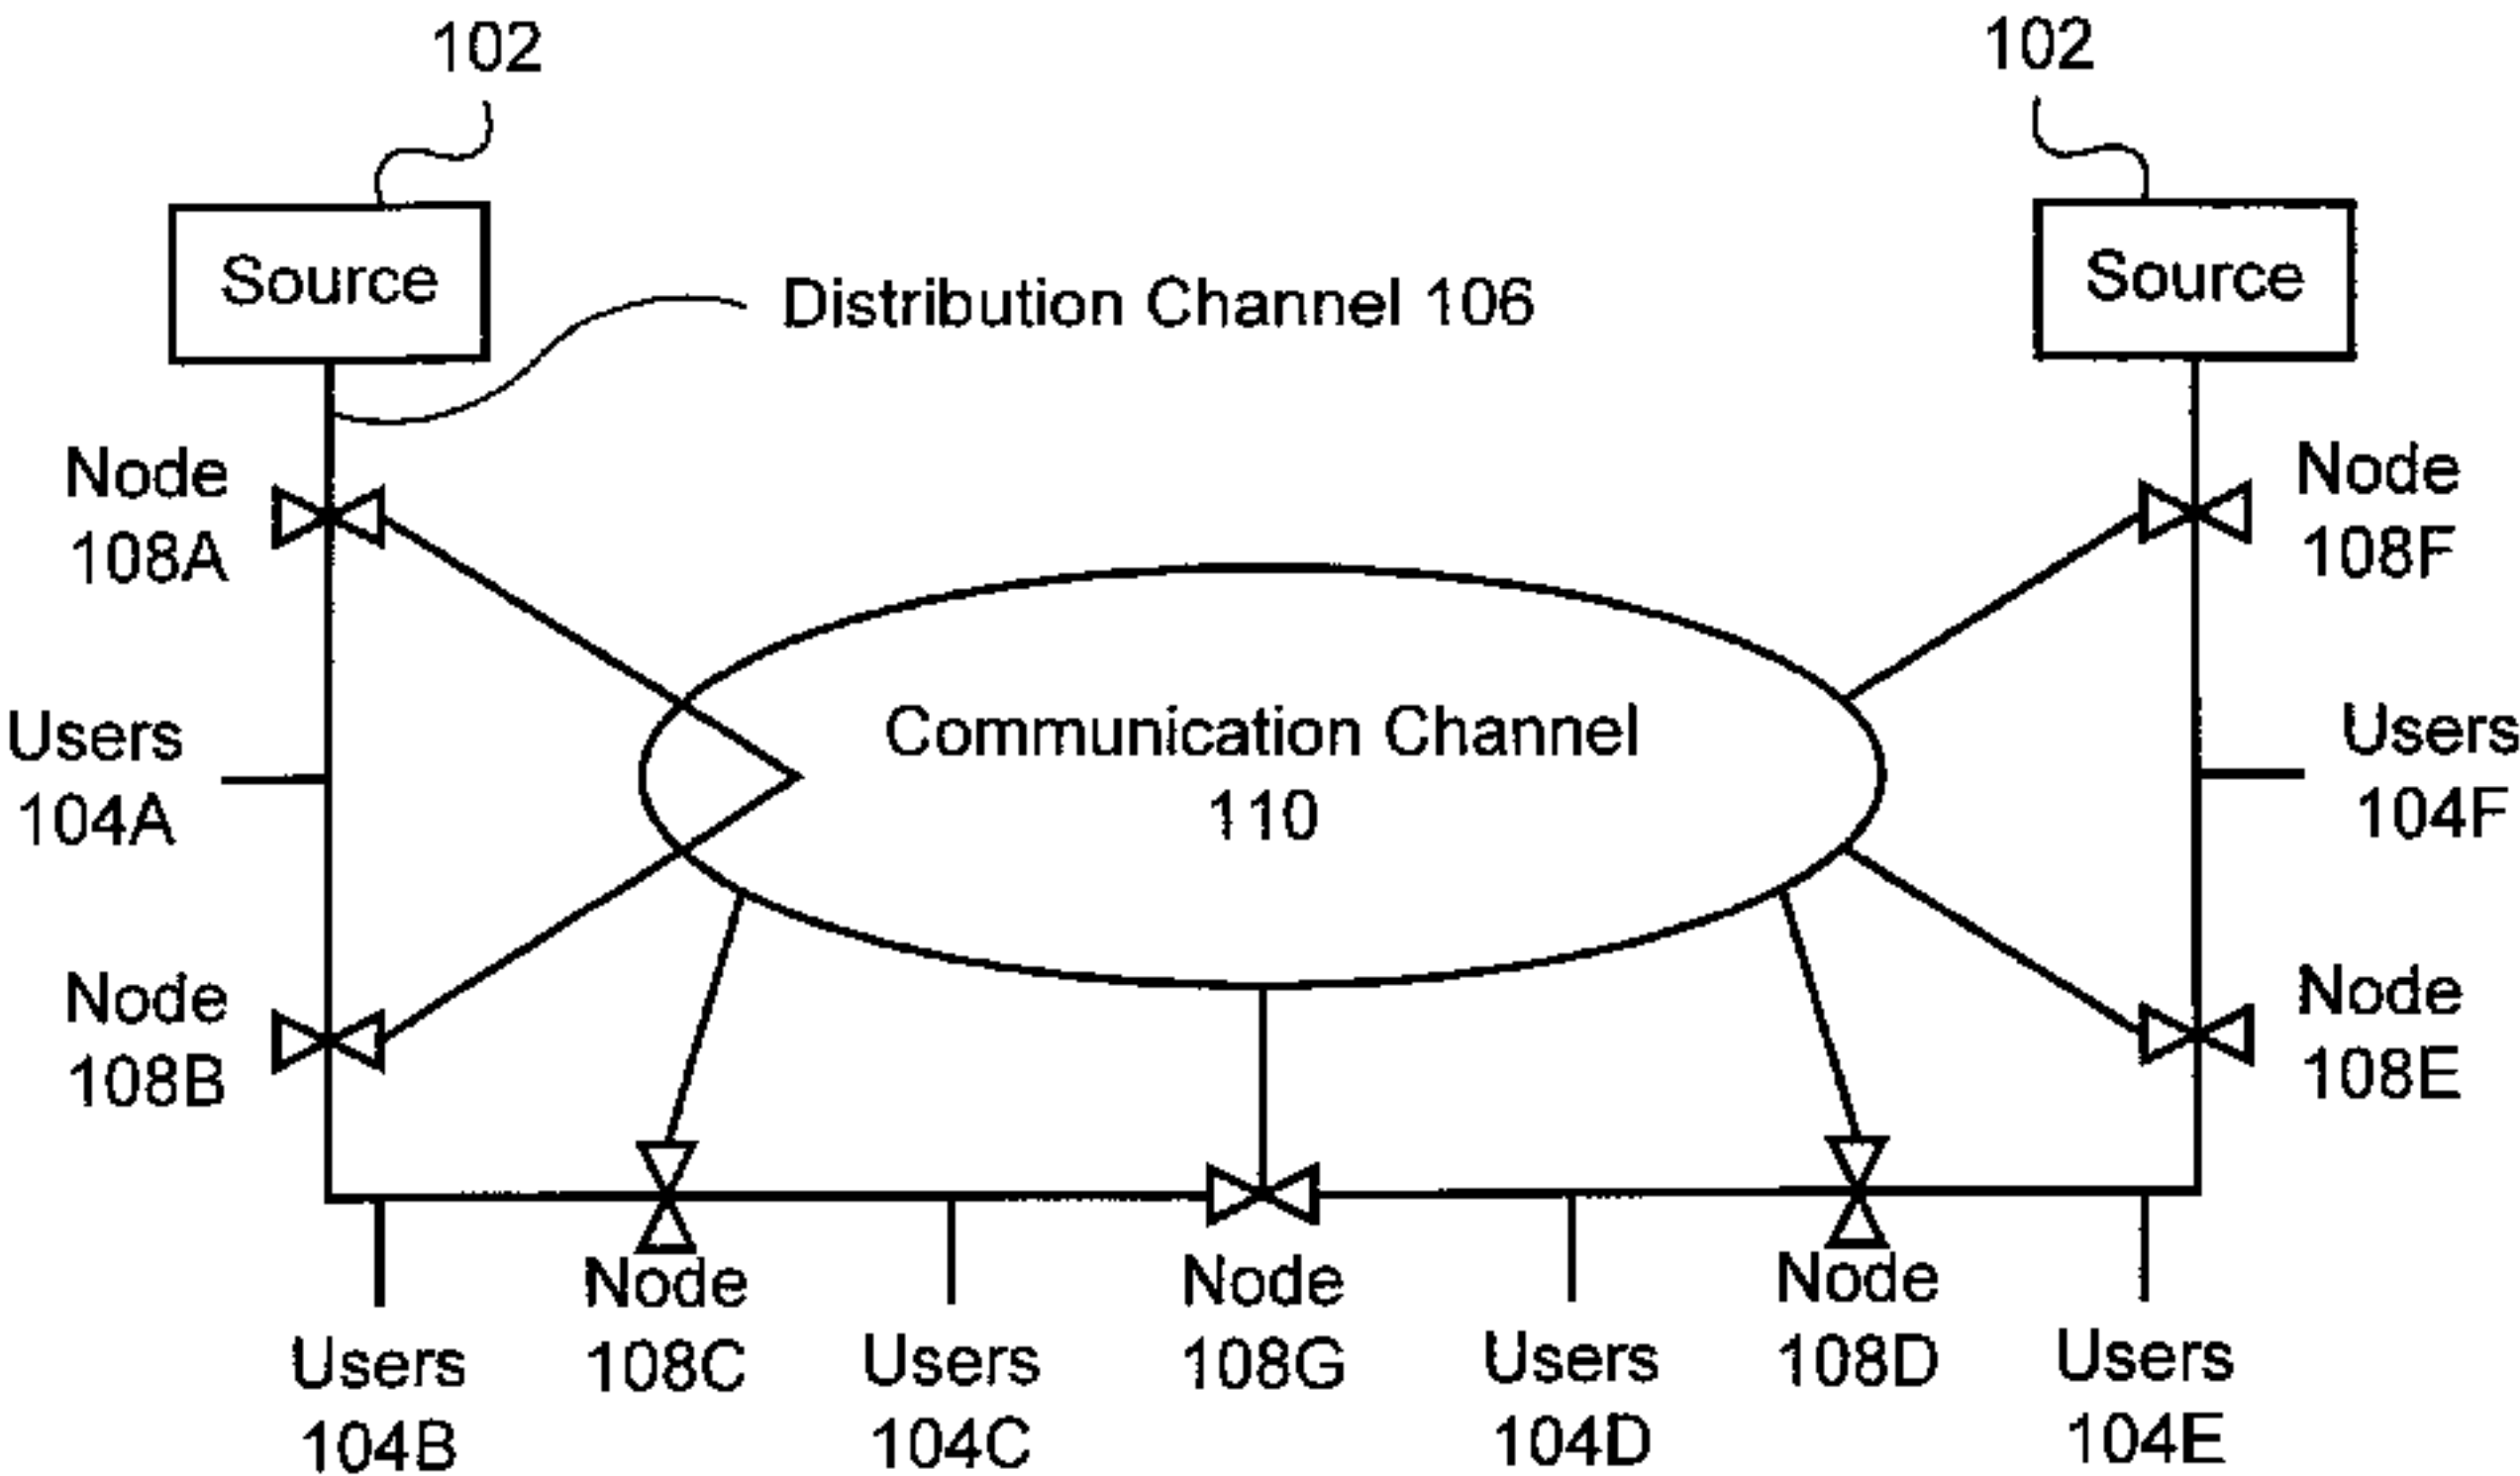 102
102
Source
Source
Distribution Channel 106
Node
108A
Node
108F
Users
104A
Communication Channel
110
Users
104F
Node
108B
Node
108E
Users
104B
Node
108C
Users
104C
Node
108G
Users
104D
Node
108D
Users
104E